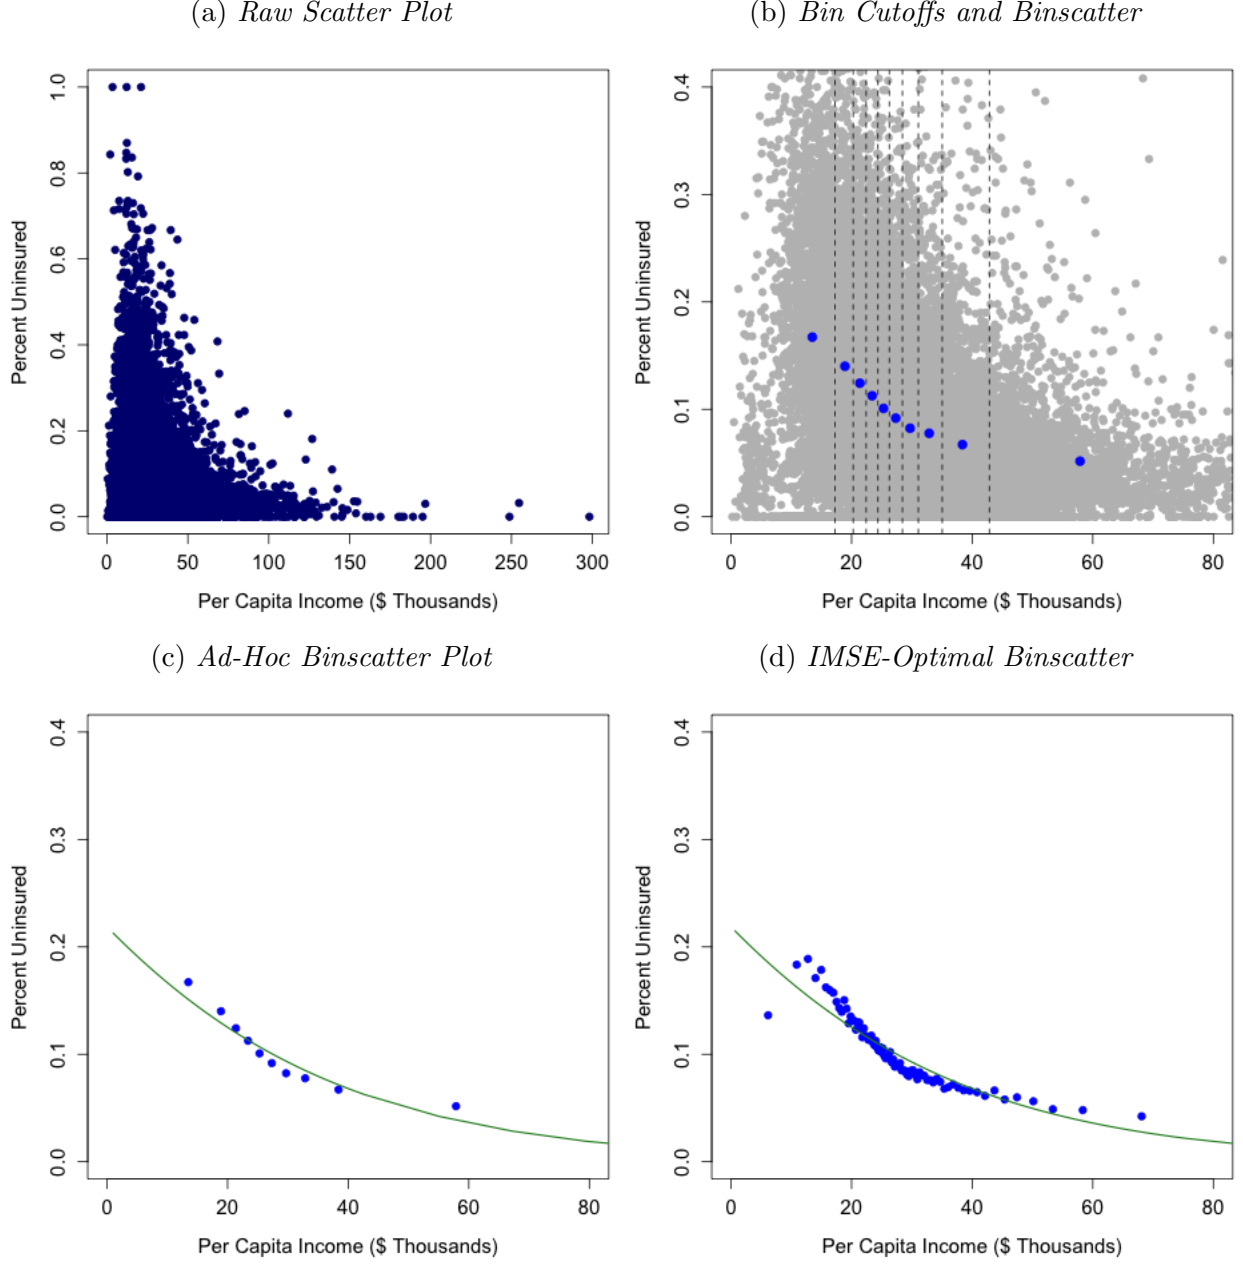 (a) Raw Scatter Plot
(b) Bin Cutoffs and Binscatter
1.0
0.8
0.6
0.4
0.2
0.0
Percent Uninsured
0 50 100 150 200 250 300
Per Capita Income ($ Thousands)
0.4
0.3
0.2
0.1
0.0
Percent Uninsured
0 20 40 60 80
Per Capita Income ($ Thousands)
(c) Ad-Hoc Binscatter Plot
(d) IMSE-Optimal Binscatter
0.4
0.3
0.2
0.1
0.0
Percent Uninsured
0 20 40 60 80
Per Capita Income ($ Thousands)
0.4
0.3
0.2
0.1
0.0
Percent Uninsured
0 20 40 60 80
Per Capita Income ($ Thousands)